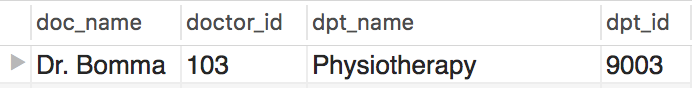 doc_name doctor_id dpt_name dpt_id
Dr. Bomma 103 Physiotherapy 9003